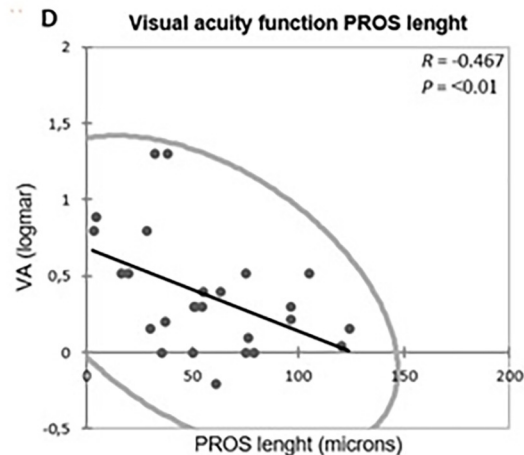 D
Visual acuity function PROS lenght
R = -0.467
P = <0.01
2
1,5
1
0,5
0
-0,5
VA (logmar)
0
50
100
150
200
PROS lenght (microns)